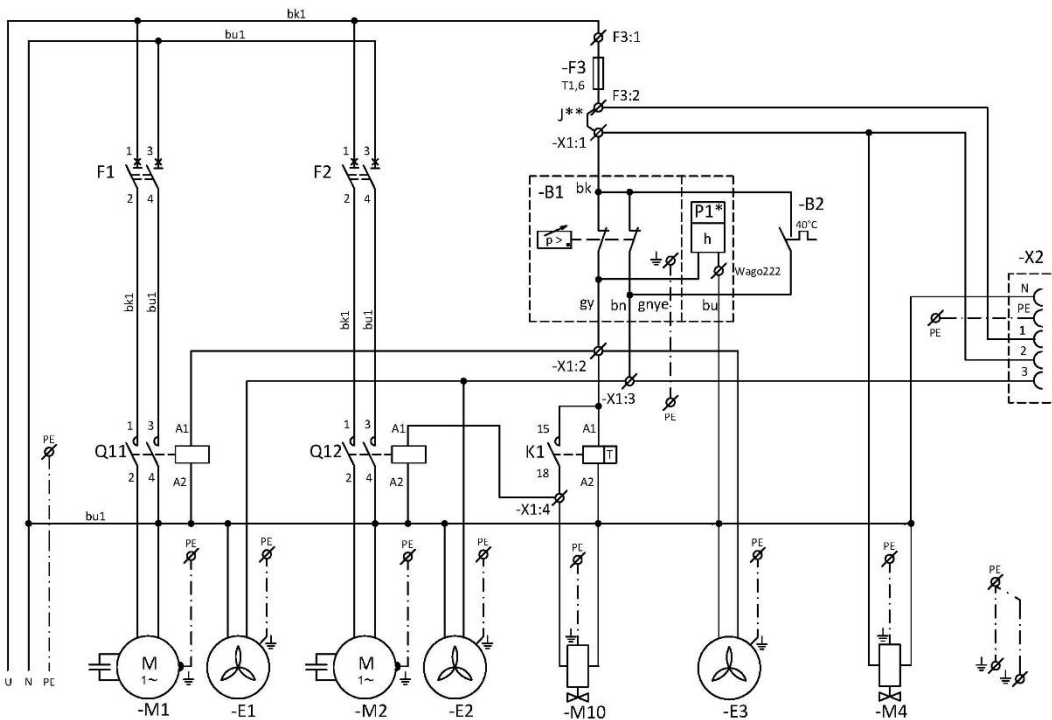 bk1
bu1
F3:1
-F3
T1,6
F3:2
J**
-X1:1
1 3
F1
2 4
1 3
F2
2 4
-B1 bk
P1*
h
-B2
40°C
p>
Wago222
-X2
N
PE
1
2
3
PE
gy bn gnye bu
bk1 bu1
bk1 bu1
-X1:2
-X1:3
PE
1 3
Q11
2 4
A1
A2
1 3
Q12
2 4
A1
A2
15
K1
18
A1
T
A2
-X1:4
PE
bu1
PE
PE
PE
PE
PE
PE
PE
PE
U N PE
M
1~
M
1~
-M1 -E1 -M2 -E2 -M10 -E3 -M4